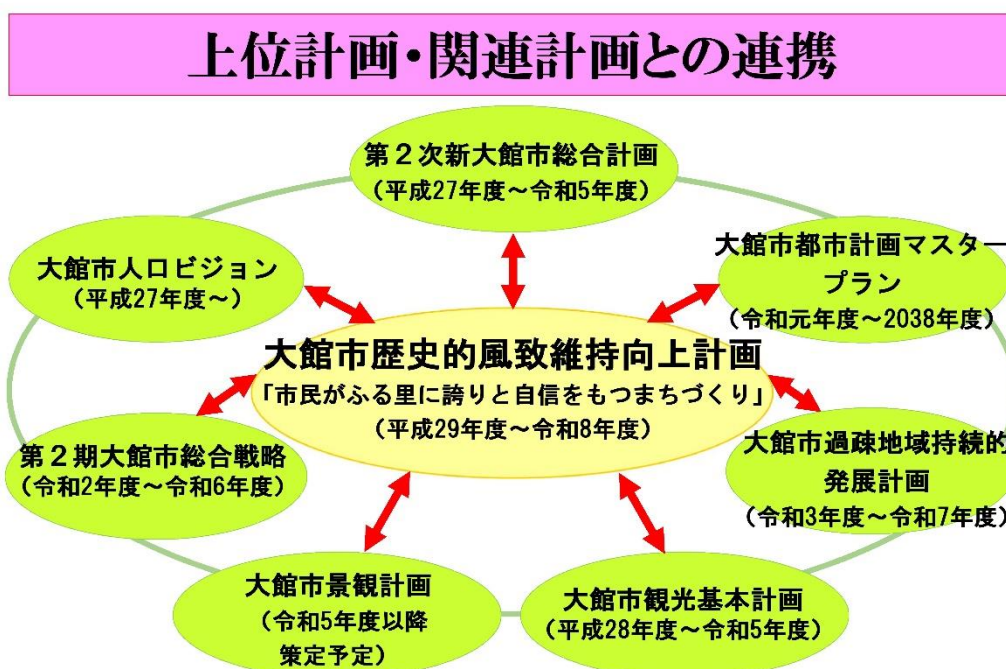 上位計画・関連計画との連携
第２次新大館市総合計画
（平成27年度～令和5年度）
大館市人口ビジョン
（平成27年度～）
大館市都市計画マスター
プラン
（令和元年度～2038年度）
大館市歴史的風致維持向上計画
「市民がふる里に誇りと自信をもつまちづくり」
（平成29年度～令和8年度）
第２期大館市総合戦略
（令和2年度～令和6年度）
大館市過疎地域持続的
発展計画
（令和3年度～令和7年度）
大館市景観計画
（令和5年度以降
策定予定）
大館市観光基本計画
（平成28年度～令和5年度）